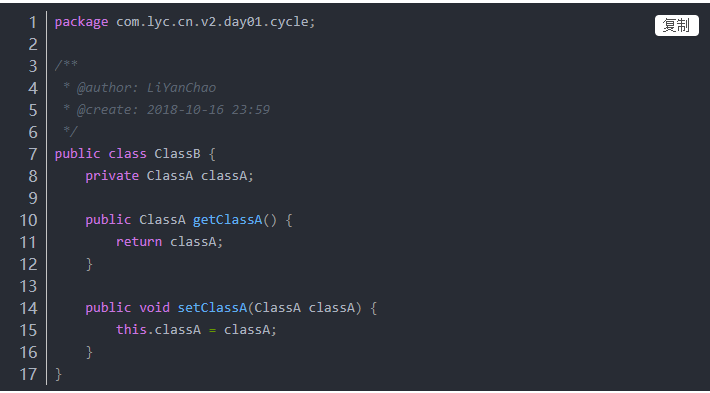 1 package com.lyc.cn.v2.day01.cycle;
复制
2
3 /**
4  * @author: LiYanChao
5  * @create: 2018-10-16 23:59
6  */
7 public class ClassB {
8     private ClassA classA;
9
10     public ClassA getClassA() {
11         return classA;
12     }
13
14     public void setClassA(ClassA classA) {
15         this.classA = classA;
16     }
17 }